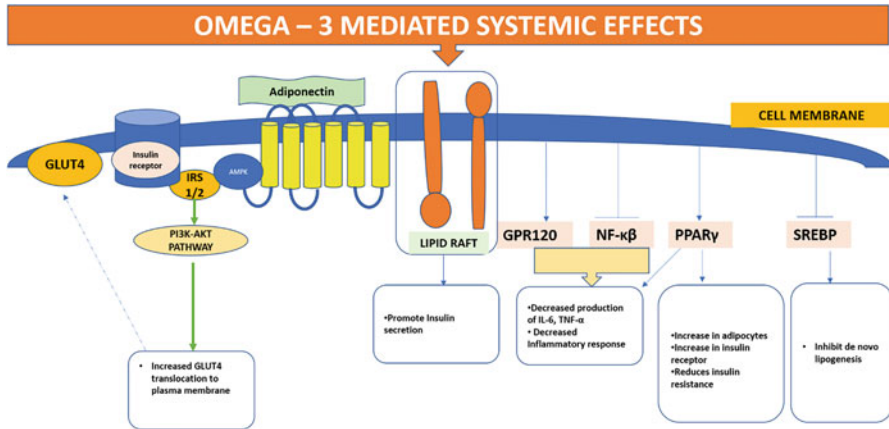 OMEGA – 3 MEDIATED SYSTEMIC EFFECTS
Adiponectin
CELL MEMBRANE
GLUT4
Insulin
receptor
IRS
1/2
AMPK
PI3K-AKT
PATHWAY
LIPID RAFT
GPR120
NF-κβ
PPARγ
SREBP
•Promote Insulin
secretion
•Decreased production
of IL-6, TNF-α
• Decreased
Inflammatory response
•Increase in adipocytes
•Increase in insulin
receptor
•Reduces insulin
resistance
• Inhibit de novo
lipogenesis
• Increased GLUT4
translocation to
plasma membrane